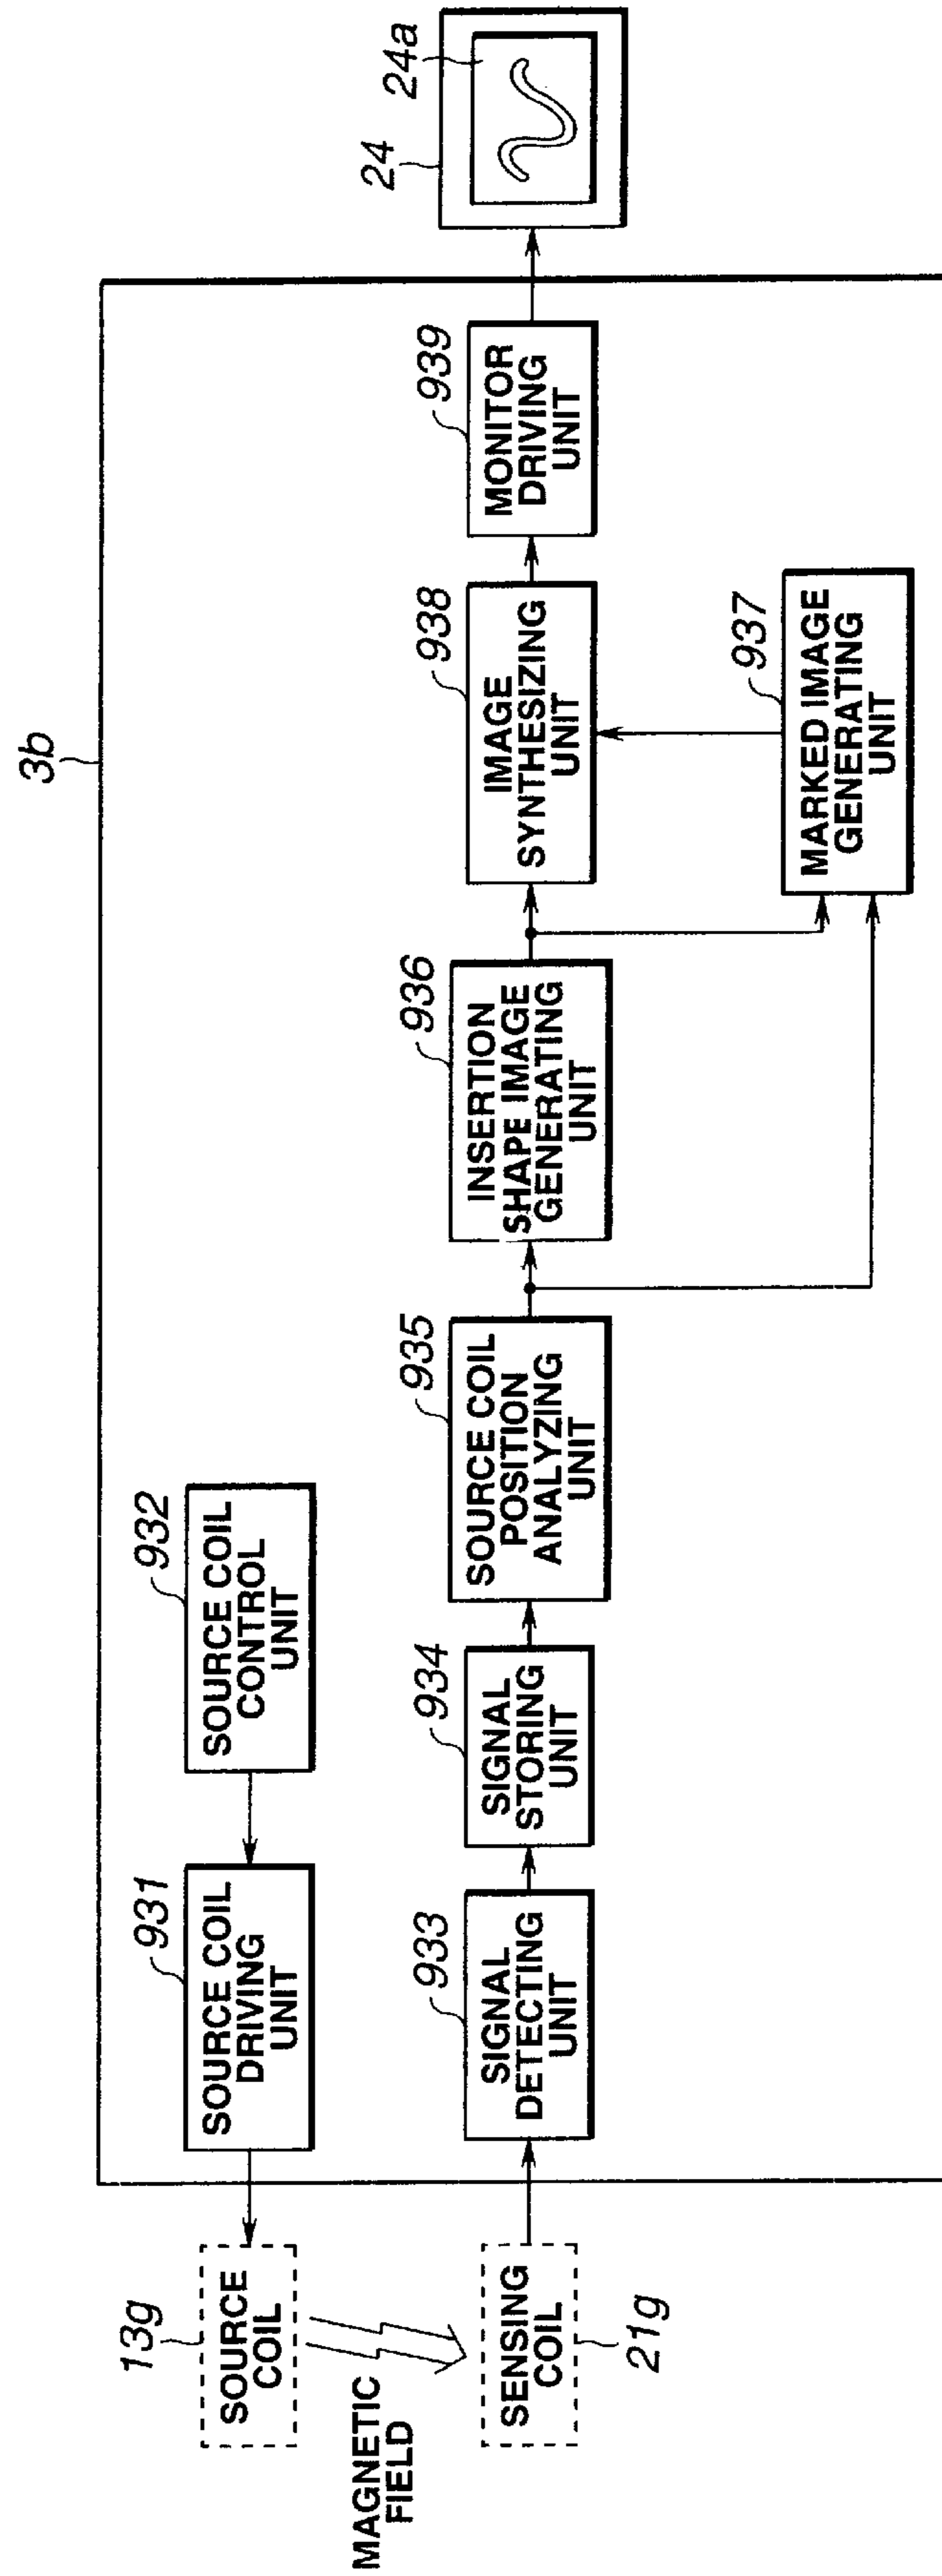 3b
13g
SOURCE
COIL
931
SOURCE COIL
DRIVING
UNIT
932
SOURCE COIL
CONTROL
UNIT
MAGNETIC
FIELD
SENSING
COIL
21g
933
SIGNAL
DETECTING
UNIT
934
SIGNAL
STORING
UNIT
935
SOURCE COIL
POSITION
ANALYZING
UNIT
936
INSERTION
SHAPE IMAGE
GENERATING
UNIT
938
IMAGE
SYNTHESIZING
UNIT
939
MONITOR
DRIVING
UNIT
24
24a
937
MARKED IMAGE
GENERATING
UNIT